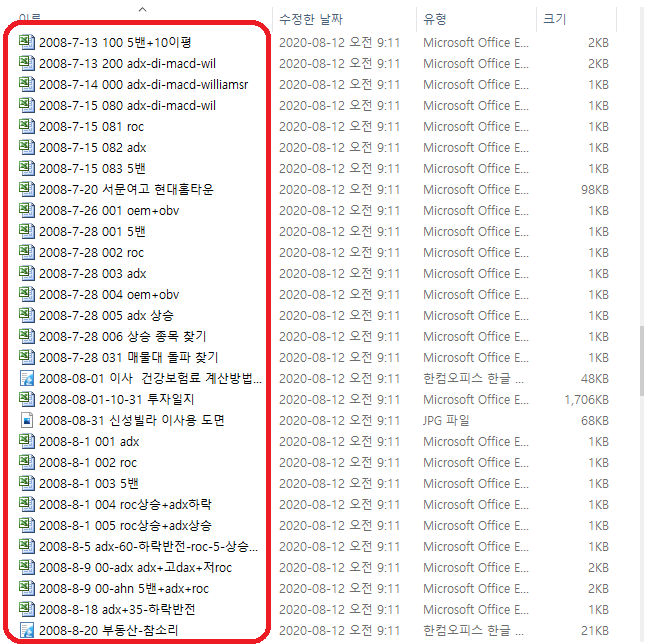 이름 수정한 날짜 유형 크기
2008-7-13 100 5밴+10이평 2020-08-12 오전 9:11 Microsoft Office E... 2KB
2008-7-13 200 adx-di-macd-wil 2020-08-12 오전 9:11 Microsoft Office E... 2KB
2008-7-14 000 adx-di-macd-williamsr 2020-08-12 오전 9:11 Microsoft Office E... 1KB
2008-7-15 080 adx-di-macd-wil 2020-08-12 오전 9:11 Microsoft Office E... 1KB
2008-7-15 081 roc 2020-08-12 오전 9:11 Microsoft Office E... 1KB
2008-7-15 082 adx 2020-08-12 오전 9:11 Microsoft Office E... 1KB
2008-7-15 083 5밴 2020-08-12 오전 9:11 Microsoft Office E... 1KB
2008-7-20 서문여고 현대홈타운 2020-08-12 오전 9:11 Microsoft Office E... 98KB
2008-7-26 001 oem+obv 2020-08-12 오전 9:11 Microsoft Office E... 1KB
2008-7-28 001 5밴 2020-08-12 오전 9:11 Microsoft Office E... 1KB
2008-7-28 002 roc 2020-08-12 오전 9:11 Microsoft Office E... 1KB
2008-7-28 003 adx 2020-08-12 오전 9:11 Microsoft Office E... 1KB
2008-7-28 004 oem+obv 2020-08-12 오전 9:11 Microsoft Office E... 1KB
2008-7-28 005 adx 상승 2020-08-12 오전 9:11 Microsoft Office E... 1KB
2008-7-28 006 상승 종목 찾기 2020-08-12 오전 9:11 Microsoft Office E... 1KB
2008-7-28 031 매물대 돌파 찾기 2020-08-12 오전 9:11 Microsoft Office E... 1KB
2008-08-01 이사 건강보험료 계산방법... 2020-08-12 오전 9:11 한컴오피스 한글 ... 48KB
2008-08-01-10-31 투자일지 2020-08-12 오전 9:11 Microsoft Office E... 1,706KB
2008-08-31 신성빌라 이사용 도면 2020-08-12 오전 9:11 JPG 파일 68KB
2008-8-1 001 adx 2020-08-12 오전 9:11 Microsoft Office E... 1KB
2008-8-1 002 roc 2020-08-12 오전 9:11 Microsoft Office E... 1KB
2008-8-1 003 5밴 2020-08-12 오전 9:11 Microsoft Office E... 1KB
2008-8-1 004 roc상승+adx하락 2020-08-12 오전 9:11 Microsoft Office E... 1KB
2008-8-1 005 roc상승+adx상승 2020-08-12 오전 9:11 Microsoft Office E... 1KB
2008-8-5 adx-60-하락반전-roc-5-상승... 2020-08-12 오전 9:11 Microsoft Office E... 1KB
2008-8-9 00-adx adx+고dax+저roc 2020-08-12 오전 9:11 Microsoft Office E... 2KB
2008-8-9 00-ahn 5밴+adx+roc 2020-08-12 오전 9:11 Microsoft Office E... 2KB
2008-8-18 adx+35-하락반전 2020-08-12 오전 9:11 Microsoft Office E... 1KB
2008-8-20 부동산-참소리 2020-08-12 오전 9:11 한컴오피스 한글 ... 21KB